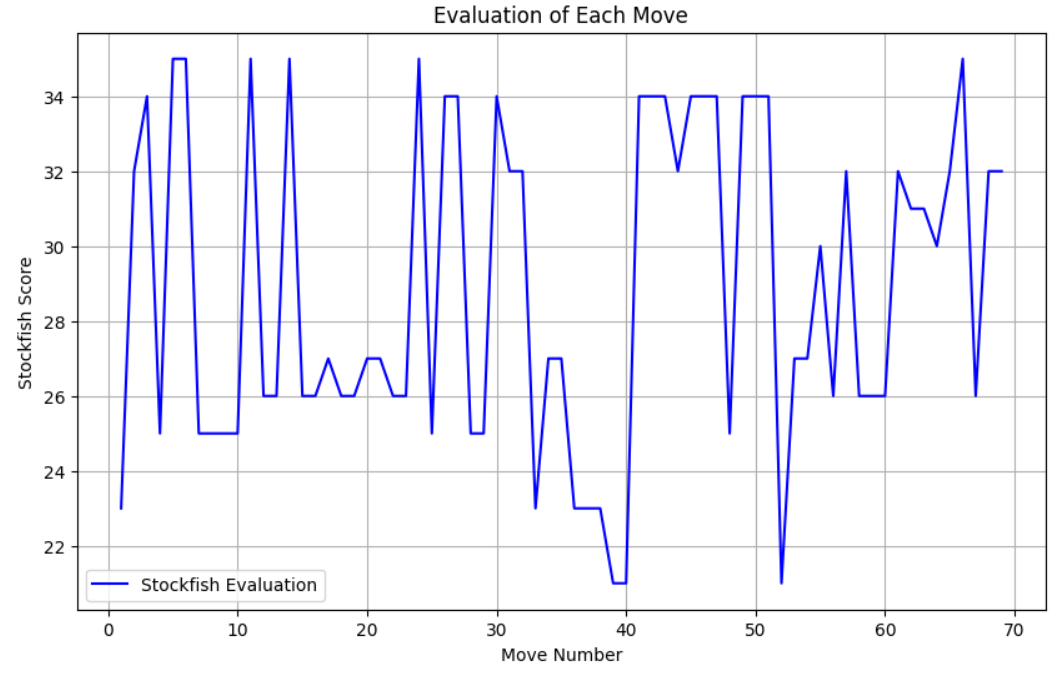 Evaluation of Each Move
Stockfish Score
34
32
30
28
26
24
22
Stockfish Evaluation
0 10 20 30 40 50 60 70
Move Number